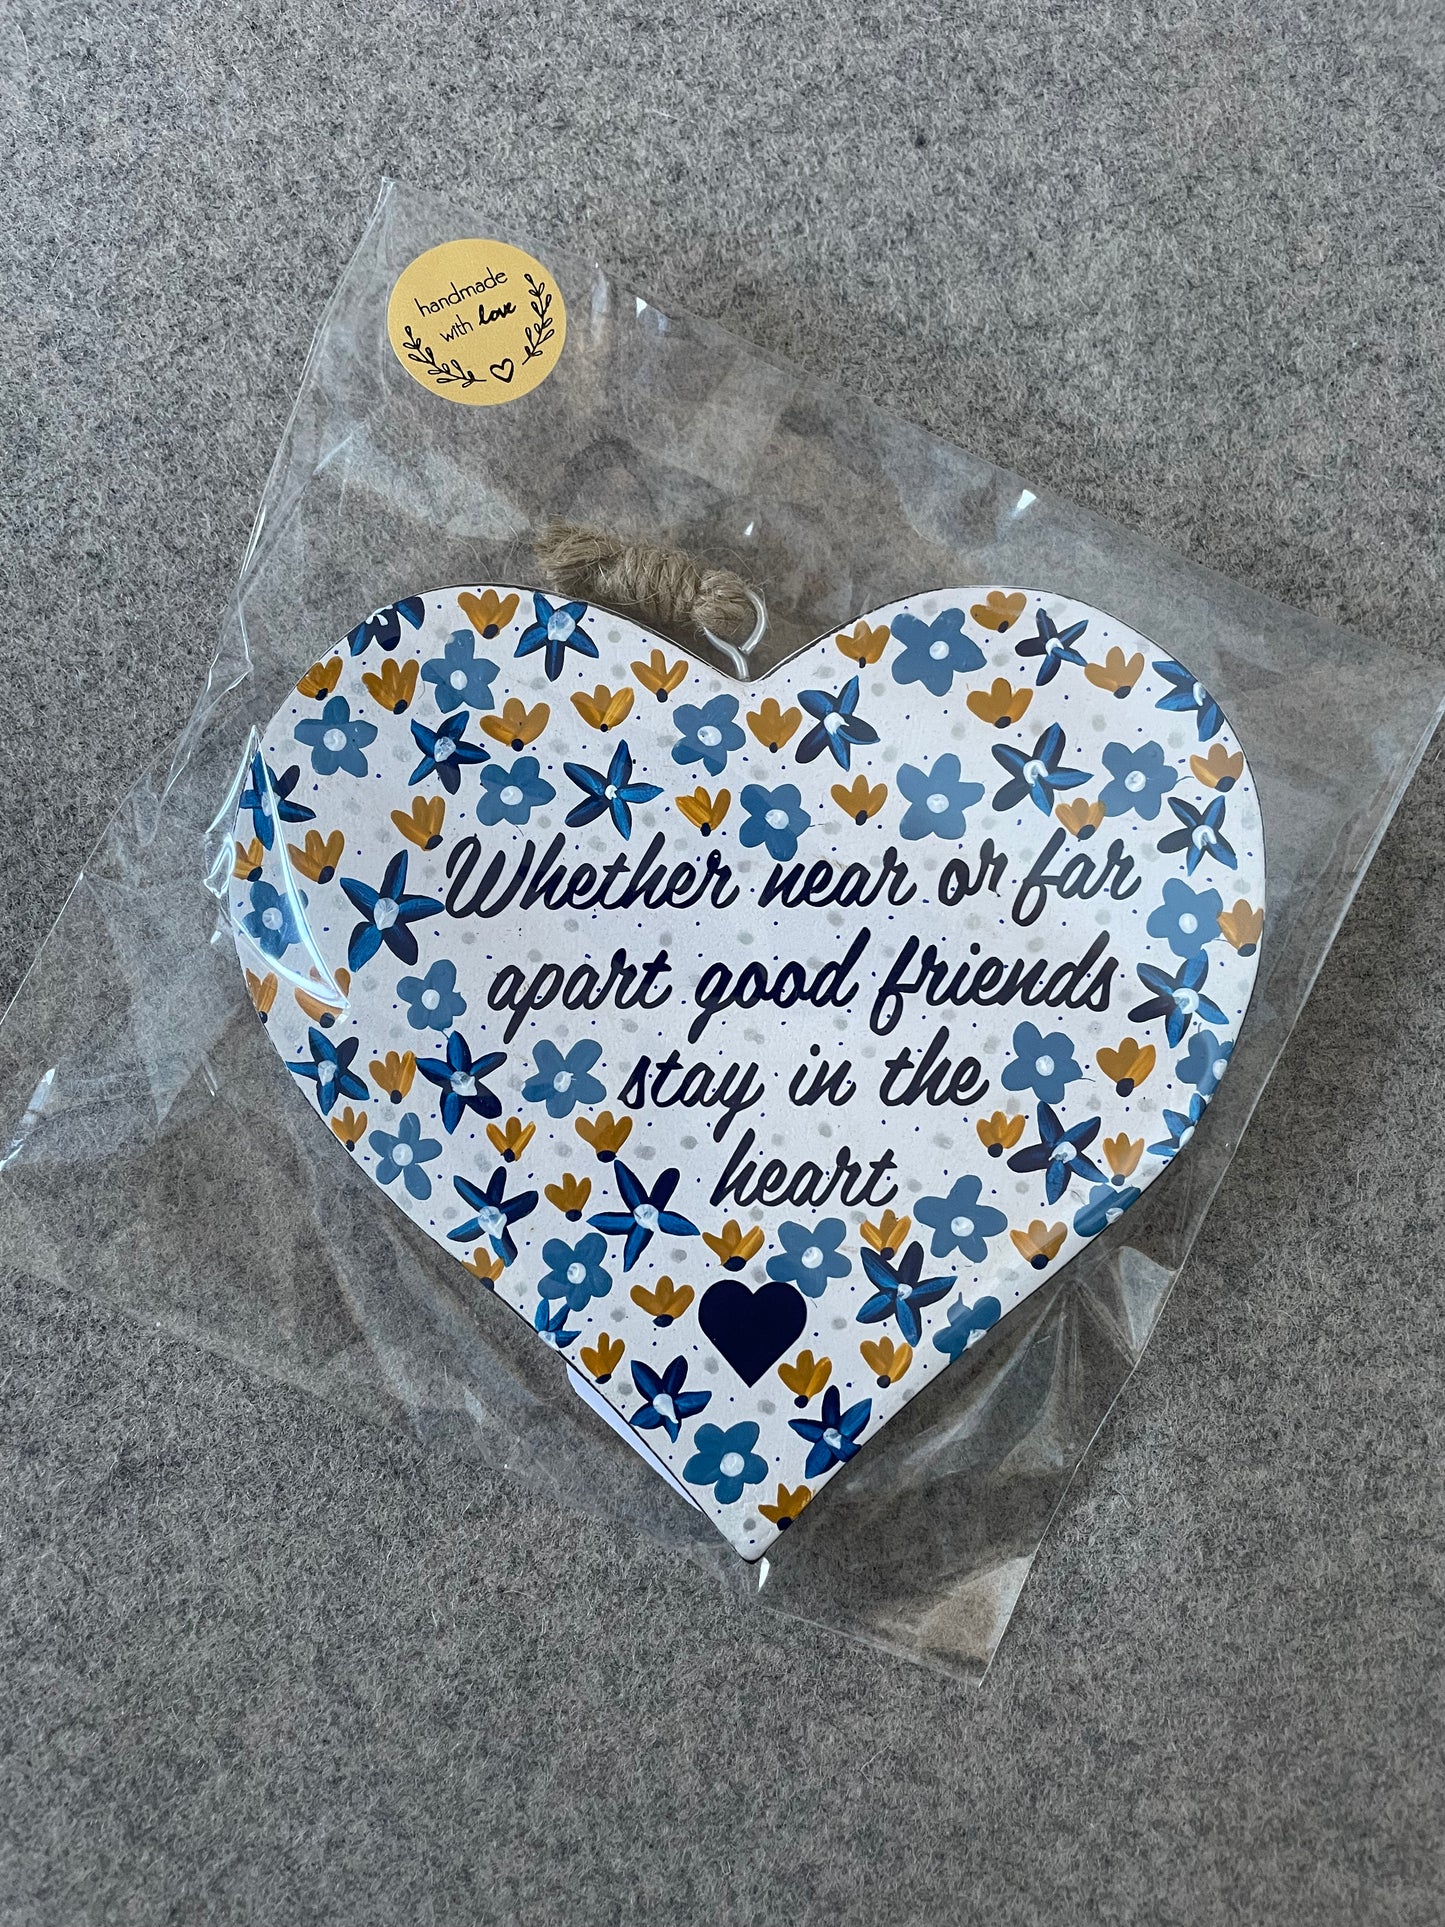 handmade
with love
Whether near or far
apart good friends
stay in the
heart